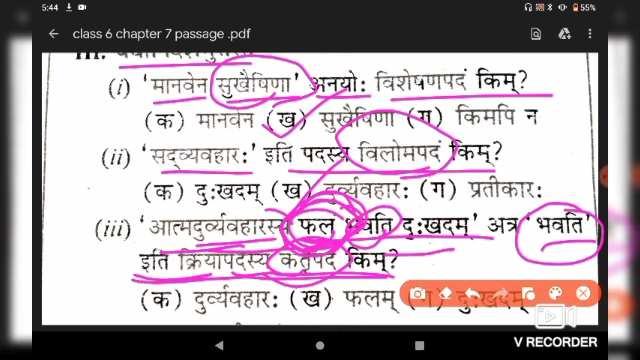 5:44
55%
class 6 chapter 7 passage .pdf
(i) 'मानवेन सुखैषिणा' अनयोः विशेषणपदं किम्?
(क) मानवेन (ख) सुखैषिणा (ग) किमपि न
(ii) 'सद्व्यवहारः' इति पदस्य विलोमपदं किम्?
(क) दुःखदम् (ख) दुर्व्यवहारः (ग) प्रतीकारः
(iii) 'आत्मदुर्व्यवहारस्य फलं भवति दुःखदम्' अत्र 'भवति'
इति क्रियापदस्य कर्तृपदं किम्?
(क) दुर्व्यवहारः (ख) फलम् (ग) दुःखदम्
V RECORDER